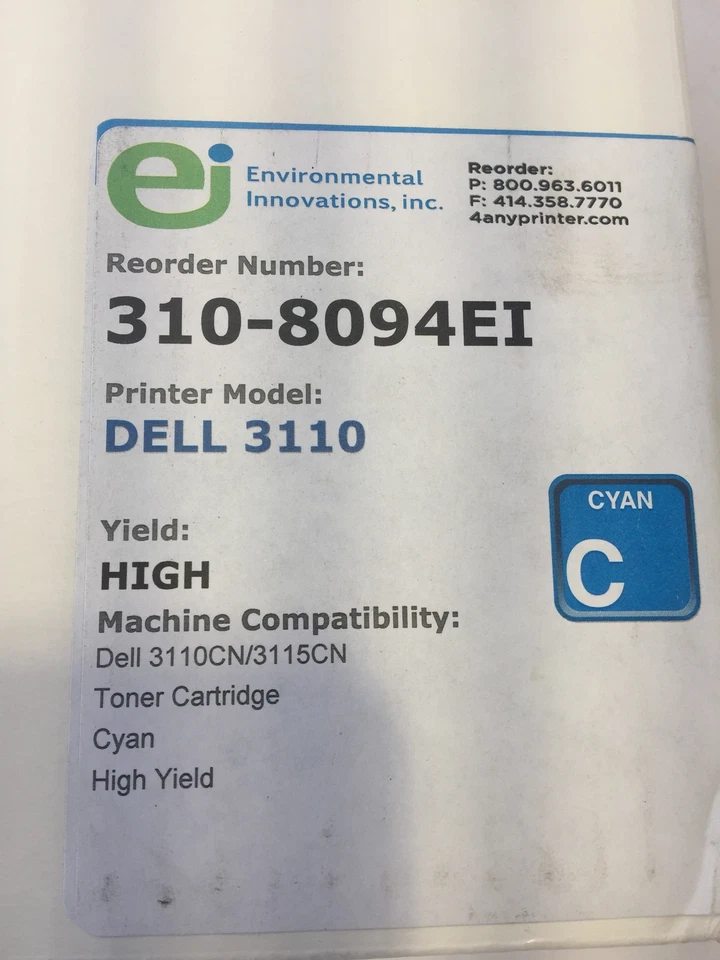 ei Environmental
Innovations, inc.
Reorder:
P: 800.963.6011
F: 414.358.7770
4anyprinter.com
Reorder Number:
310-8094EI
Printer Model:
DELL 3110
CYAN
C
Yield:
HIGH
Machine Compatibility:
Dell 3110CN/3115CN
Toner Cartridge
Cyan
High Yield